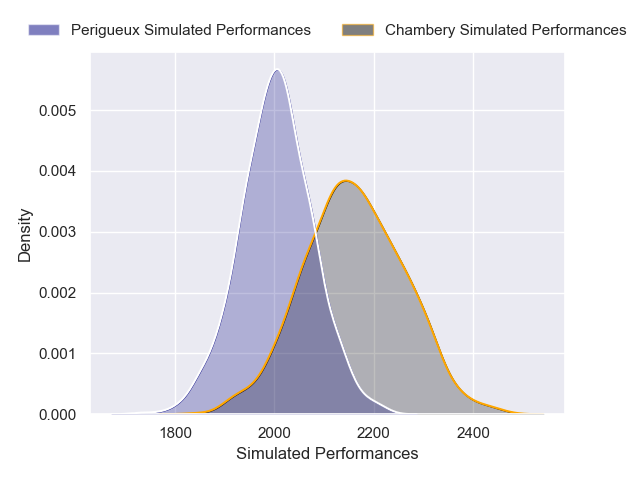 Perigueux Simulated Performances Chambery Simulated Performances
0.005
0.004
0.003
0.002
0.001
0.000
Density
1800 2000 2200 2400
Simulated Performances